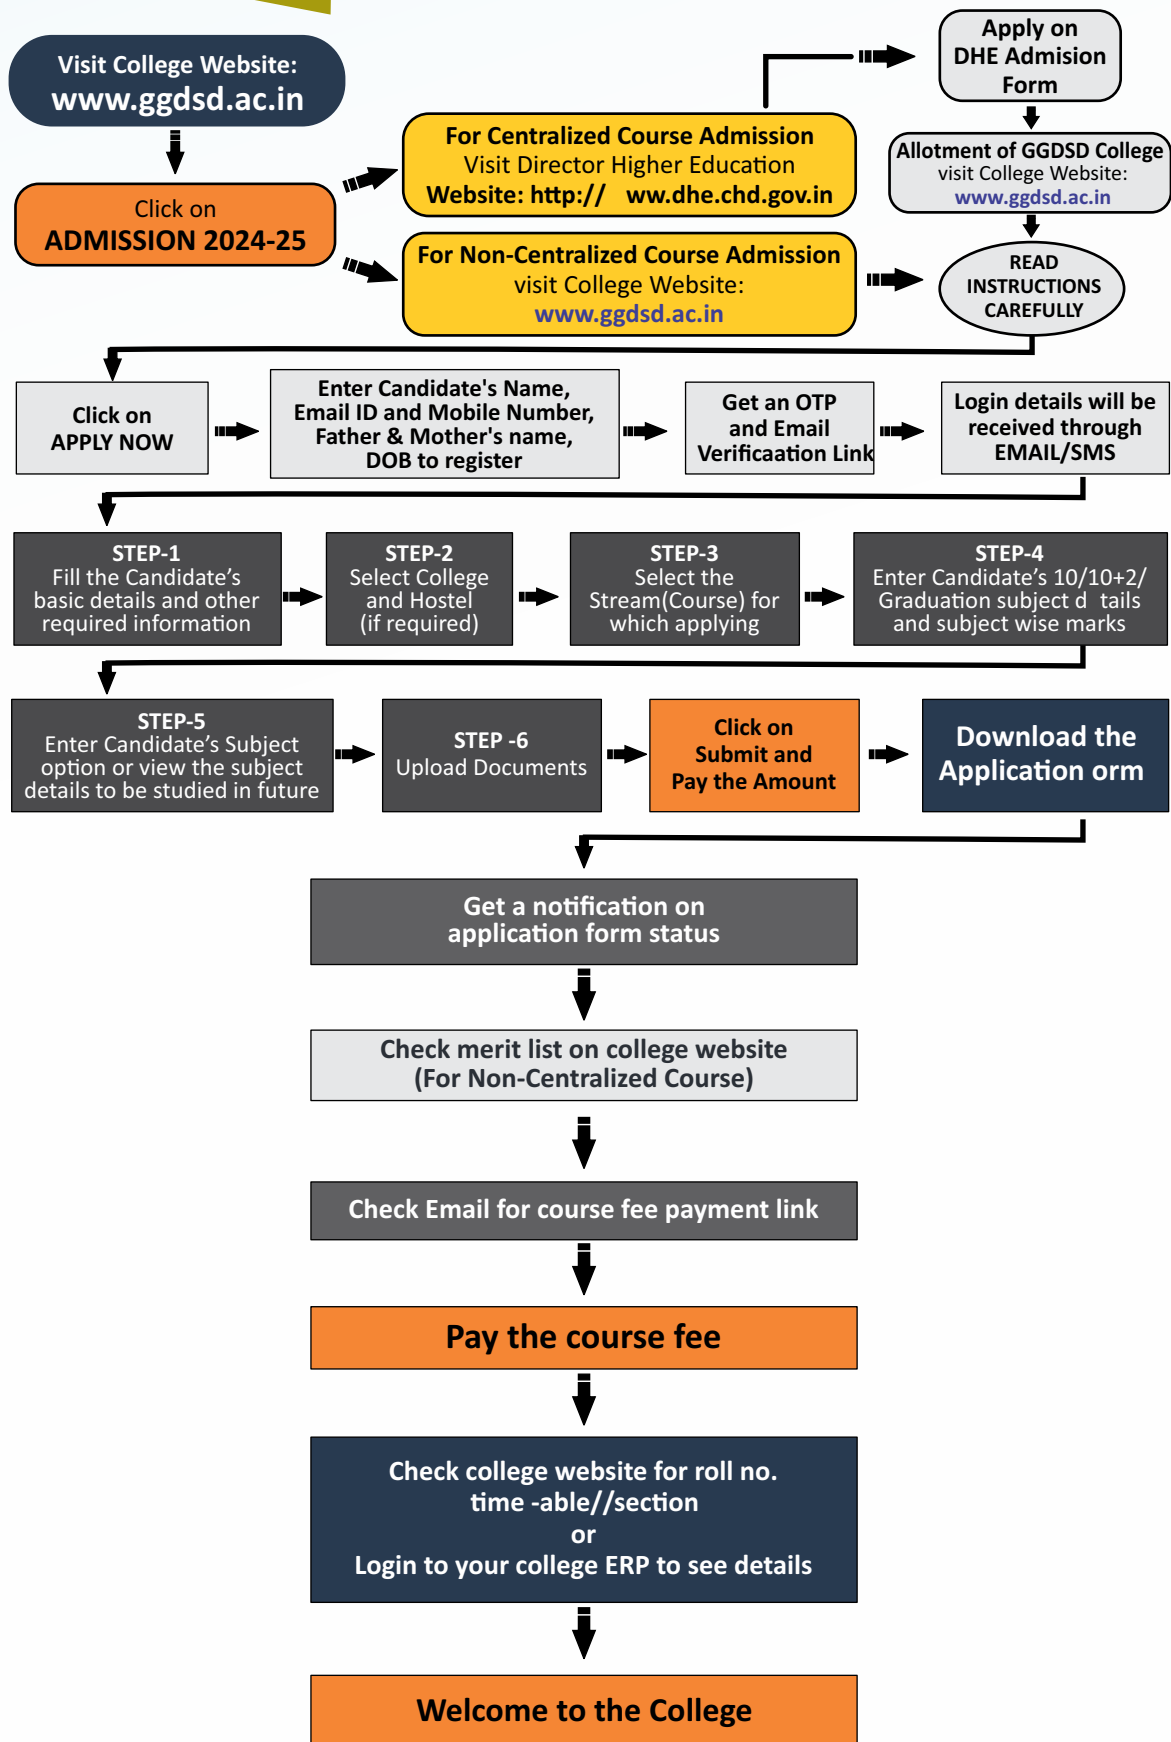 Visit College Website:
www.ggdsd.ac.in
Click on
ADMISSION 2024-25
For Centralized Course Admission
Visit Director Higher Education
Website: http:// ww.dhe.chd.gov.in
Apply on
DHE Admision
Form
Allotment of GGDSD College
visit College Website:
www.ggdsd.ac.in
For Non-Centralized Course Admission
visit College Website:
www.ggdsd.ac.in
READ
INSTRUCTIONS
CAREFULLY
Click on
APPLY NOW
Enter Candidate's Name,
Email ID and Mobile Number,
Father & Mother's name,
DOB to register
Get an OTP
and Email
Verificaation Link
Login details will be
received through
EMAIL/SMS
STEP-1
Fill the Candidate’s
basic details and other
required information
STEP-2
Select College
and Hostel
(if required)
STEP-3
Select the
Stream(Course) for
which applying
STEP-4
Enter Candidate’s 10/10+2/
Graduation subject d tails
and subject wise marks
STEP-5
Enter Candidate’s Subject
option or view the subject
details to be studied in future
STEP -6
Upload Documents
Click on
Submit and
Pay the Amount
Download the
Application orm
Get a notification on
application form status
Check merit list on college website
(For Non-Centralized Course)
Check Email for course fee payment link
Pay the course fee
Check college website for roll no.
time -able//section
or
Login to your college ERP to see details
Welcome to the College